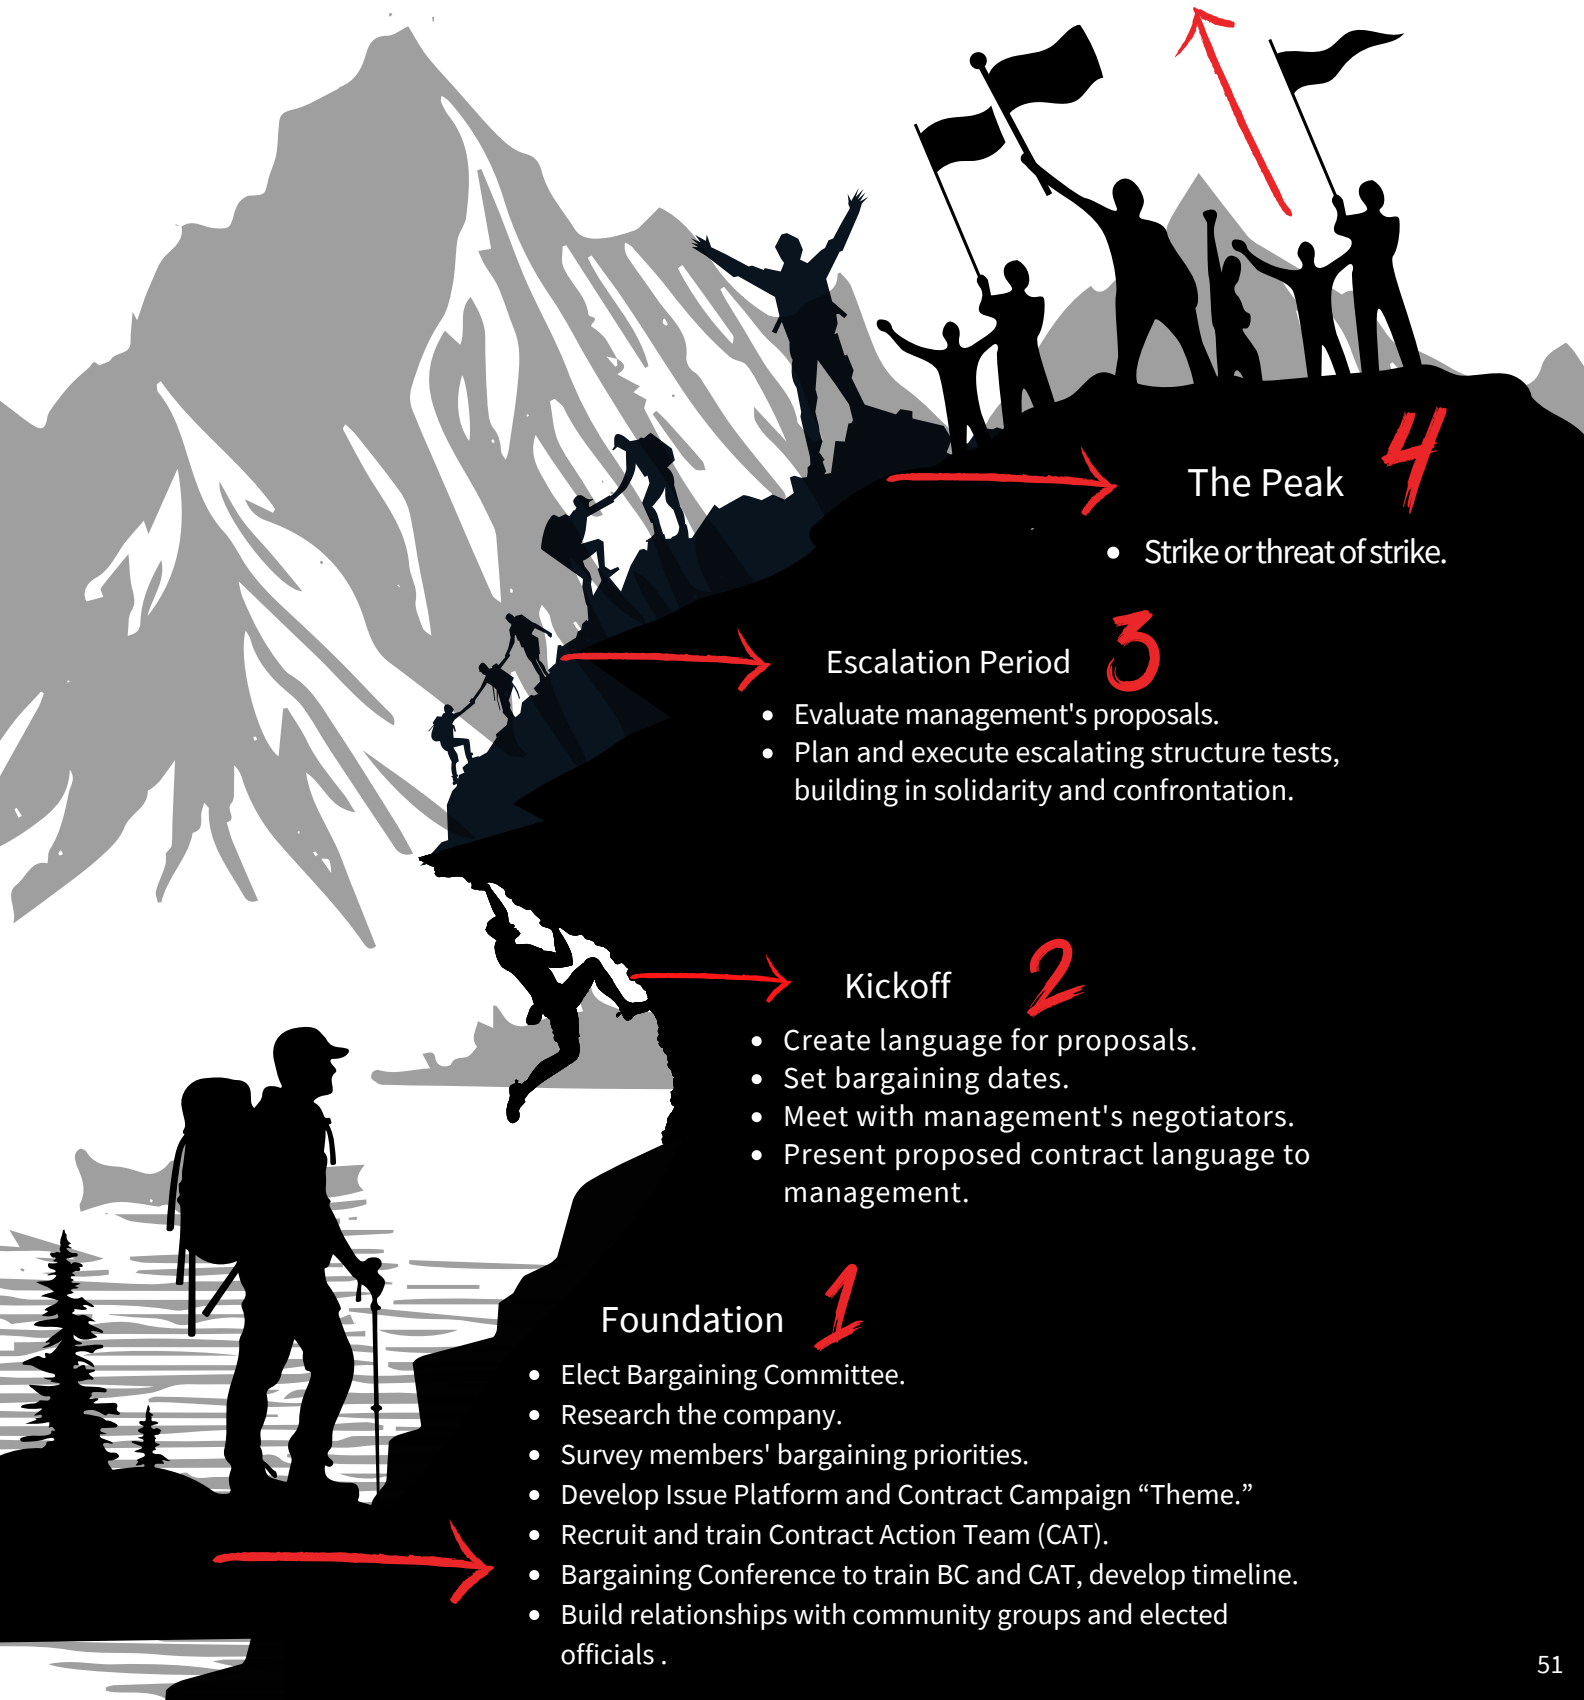 The Peak 4
• Strike or threat of strike.
Escalation Period 3
• Evaluate management's proposals.
• Plan and execute escalating structure tests,
building in solidarity and confrontation.
Kickoff 2
• Create language for proposals.
• Set bargaining dates.
• Meet with management's negotiators.
• Present proposed contract language to
management.
Foundation 1
• Elect Bargaining Committee.
• Research the company.
• Survey members' bargaining priorities.
• Develop Issue Platform and Contract Campaign “Theme.”
• Recruit and train Contract Action Team (CAT).
• Bargaining Conference to train BC and CAT, develop timeline.
• Build relationships with community groups and elected
officials .
51